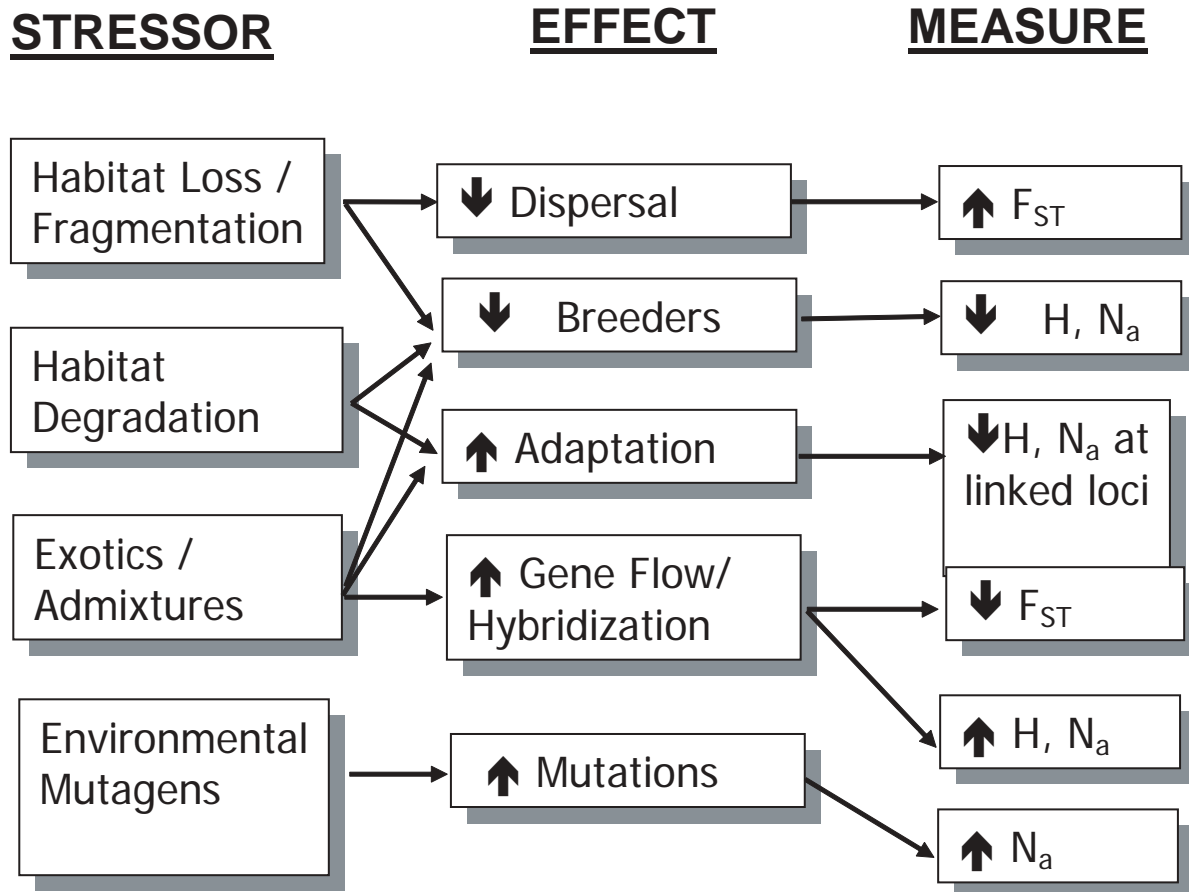 STRESSOR
EFFECT
MEASURE
Habitat Loss /
Fragmentation
Habitat
Degradation
Exotics /
Admixtures
Environmental
Mutagens
🡇 Dispersal
🡇 Breeders
🡅 Adaptation
🡅 Gene Flow/
Hybridization
🡅 Mutations
🡅 F_ST
🡇 H, N_a
🡇H, N_a at
linked loci
🡇 F_ST
🡅 H, N_a
🡅 N_a